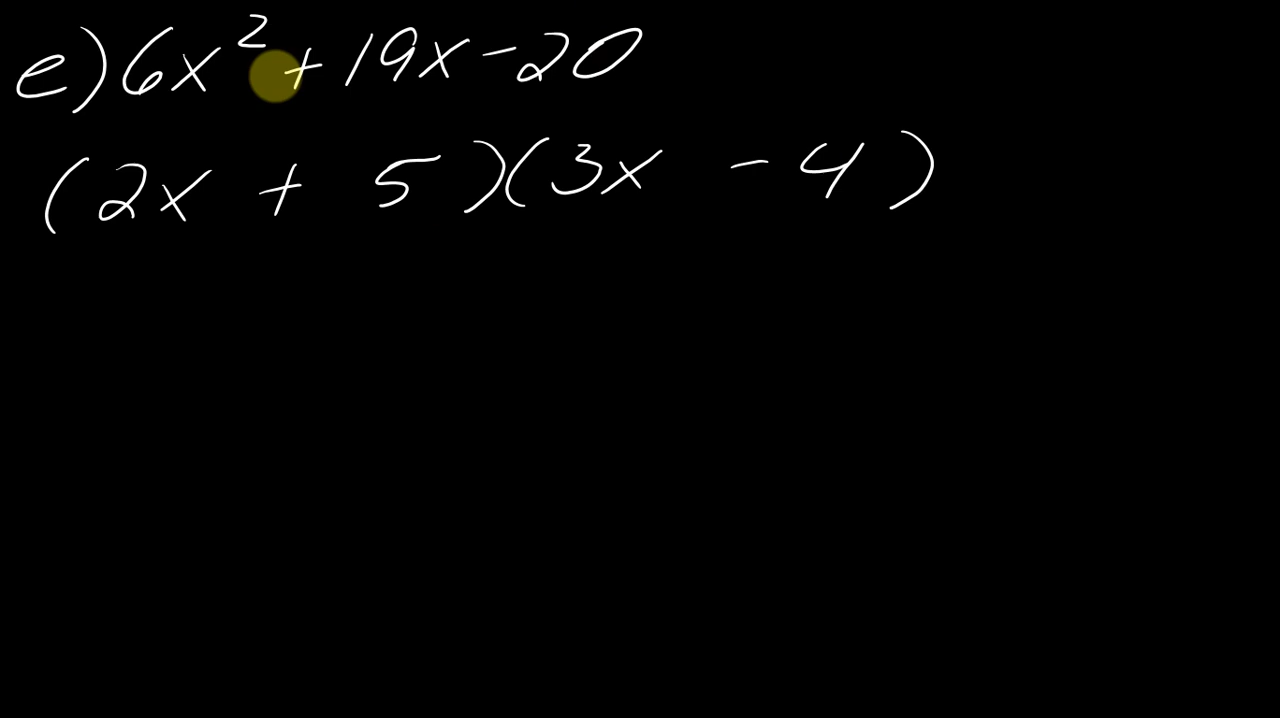 e) 6x² + 19x - 20
(2x + 5)(3x - 4)